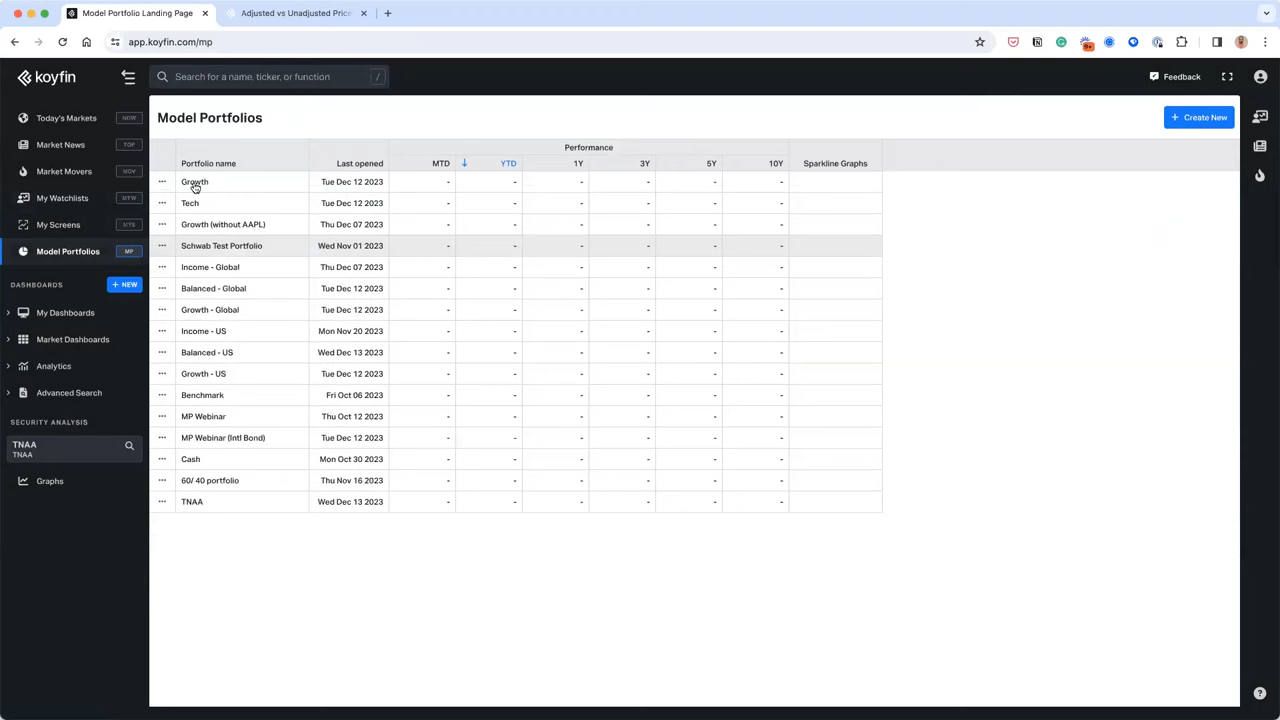 Model Portfolio Landing Page
Adjusted vs Unadjusted Price
app.koyfin.com/mp
9+
koyfin
Search for a name, ticker, or function /
Feedback
Today's Markets NOW
Market News TOP
Market Movers MOV
My Watchlists MYW
My Screens MYS
Model Portfolios MP
DASHBOARDS + NEW
My Dashboards
Market Dashboards
Analytics
Advanced Search
SECURITY ANALYSIS
TNAA
TNAA
Graphs
Model Portfolios
+ Create New
Performance
Portfolio name Last opened MTD ↓ YTD 1Y 3Y 5Y 10Y Sparkline Graphs
Growth Tue Dec 12 2023 - - - - - -
Tech Tue Dec 12 2023 - - - - - -
Growth (without AAPL) Thu Dec 07 2023 - - - - - -
Schwab Test Portfolio Wed Nov 01 2023 - - - - - -
Income - Global Thu Dec 07 2023 - - - - - -
Balanced - Global Tue Dec 12 2023 - - - - - -
Growth - Global Tue Dec 12 2023 - - - - - -
Income - US Mon Nov 20 2023 - - - - - -
Balanced - US Wed Dec 13 2023 - - - - - -
Growth - US Tue Dec 12 2023 - - - - - -
Benchmark Fri Oct 06 2023 - - - - - -
MP Webinar Thu Oct 12 2023 - - - - - -
MP Webinar (Intl Bond) Tue Dec 12 2023 - - - - - -
Cash Mon Oct 30 2023 - - - - - -
60/ 40 portfolio Thu Nov 16 2023 - - - - - -
TNAA Wed Dec 13 2023 - - - - - -